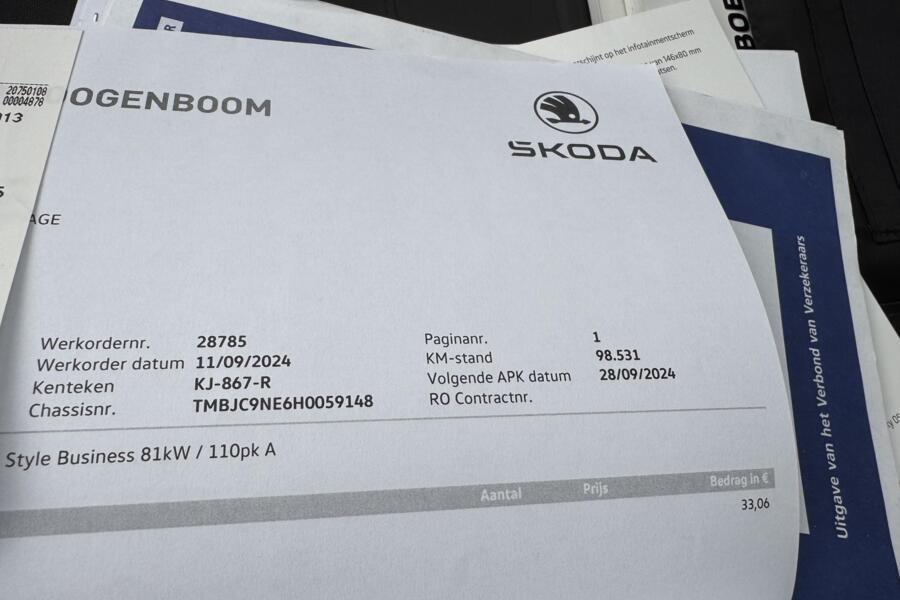 R
schijnt op het infotainmentscherm
van 146x80 mm
BOE
20750108
00004878
OGENBOOM
ŠKODA
AGE
Werkordernr. 28785
Werkorder datum 11/09/2024
Kenteken KJ-867-R
Chassisnr. TMBJC9NE6H0059148
Paginanr. 1
KM-stand 98.531
Volgende APK datum 28/09/2024
RO Contractnr.
Style Business 81kW / 110pk A
Aantal Prijs Bedrag in €
33,06
Uitgave van het Verbond van Verzekeraars